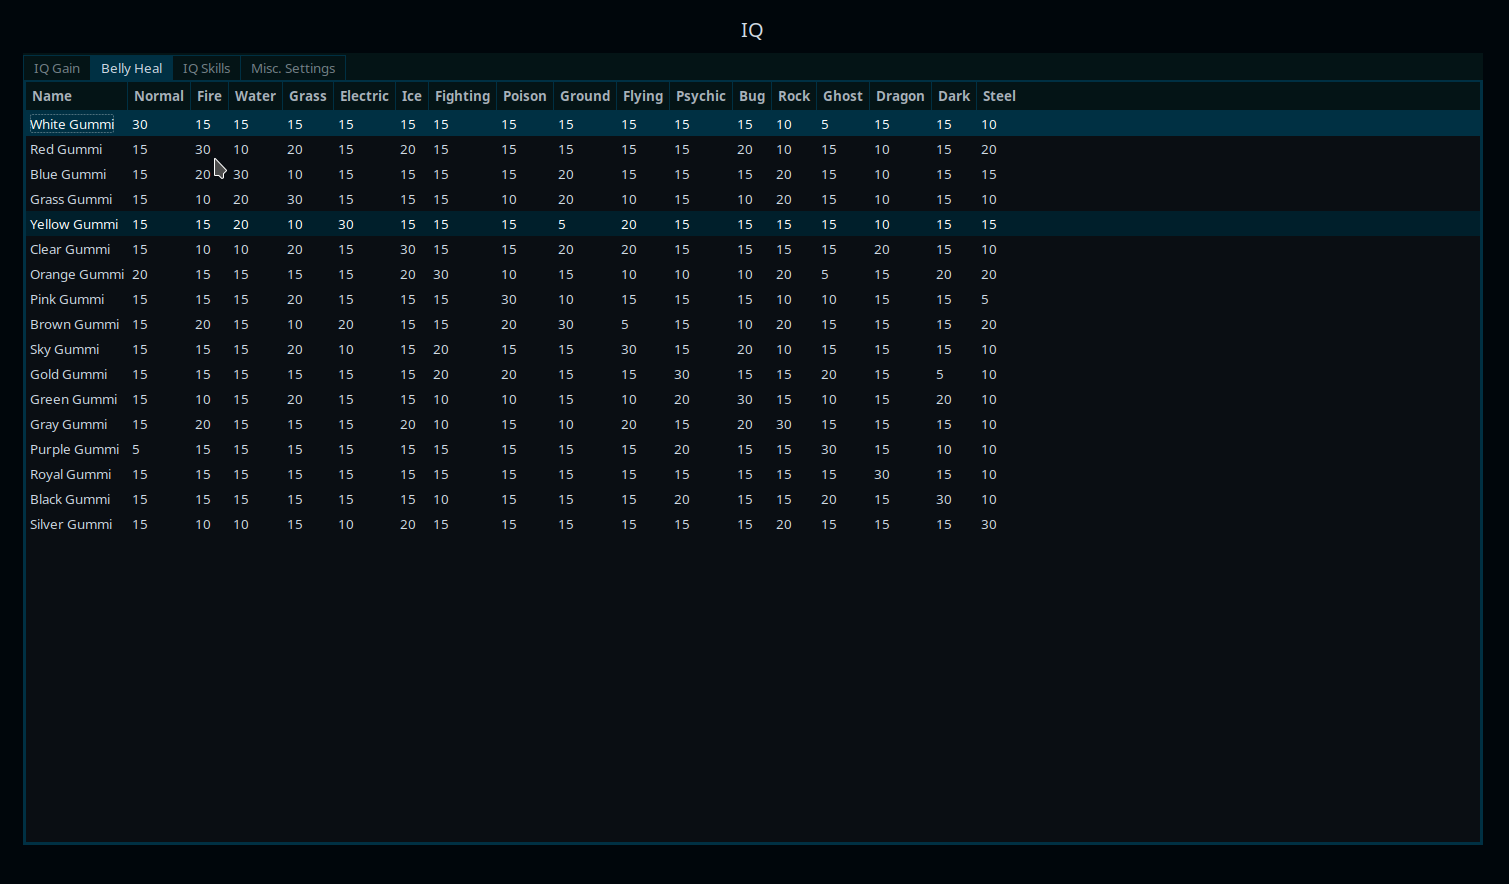 IQ
IQ Gain Belly Heal IQ Skills Misc. Settings
Name Normal Fire Water Grass Electric Ice Fighting Poison Ground Flying Psychic Bug Rock Ghost Dragon Dark Steel
White Gummi 30 15 15 15 15 15 15 15 15 15 15 15 10 5 15 15 10
Red Gummi 15 30 10 20 15 20 15 15 15 15 15 20 10 15 10 15 20
Blue Gummi 15 20 30 10 15 15 15 15 20 15 15 15 20 15 10 15 15
Grass Gummi 15 10 20 30 15 15 15 10 20 10 15 10 20 15 10 15 10
Yellow Gummi 15 15 20 10 30 15 15 15 5 20 15 15 15 15 10 15 15
Clear Gummi 15 10 10 20 15 30 15 15 20 20 15 15 15 15 20 15 10
Orange Gummi 20 15 15 15 15 20 30 10 15 10 10 10 20 5 15 20 20
Pink Gummi 15 15 15 20 15 15 15 30 10 15 15 15 10 10 15 15 5
Brown Gummi 15 20 15 10 20 15 15 20 30 5 15 10 20 15 15 15 20
Sky Gummi 15 15 15 20 10 15 20 15 15 30 15 20 10 15 15 15 10
Gold Gummi 15 15 15 15 15 15 20 20 15 15 30 15 15 20 15 5 10
Green Gummi 15 10 15 20 15 15 10 10 15 10 20 30 15 10 15 20 10
Gray Gummi 15 20 15 15 15 20 10 15 10 20 15 20 30 15 15 15 10
Purple Gummi 5 15 15 15 15 15 15 15 15 15 20 15 15 30 15 10 10
Royal Gummi 15 15 15 15 15 15 15 15 15 15 15 15 15 15 30 15 10
Black Gummi 15 15 15 15 15 15 10 15 15 15 20 15 15 20 15 30 10
Silver Gummi 15 10 10 15 10 20 15 15 15 15 15 15 20 15 15 15 30